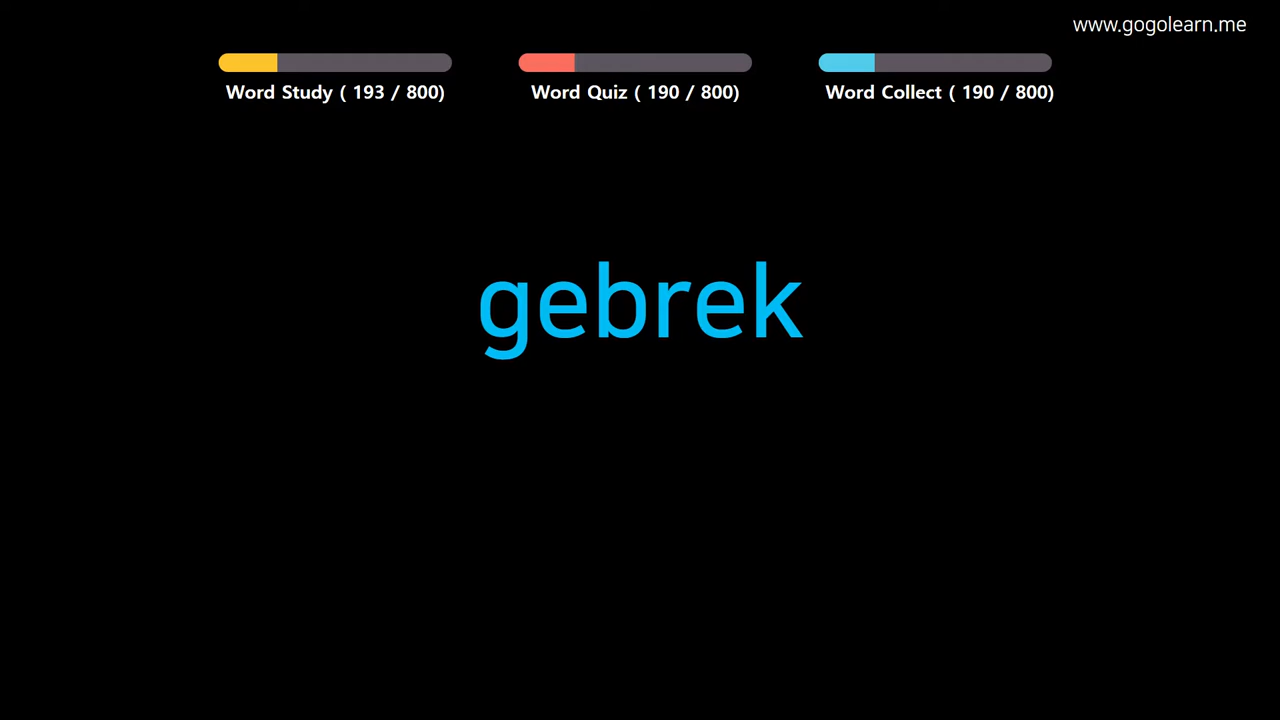 www.gogolearn.me
Word Study ( 193 / 800)
Word Quiz ( 190 / 800)
Word Collect ( 190 / 800)
gebrek